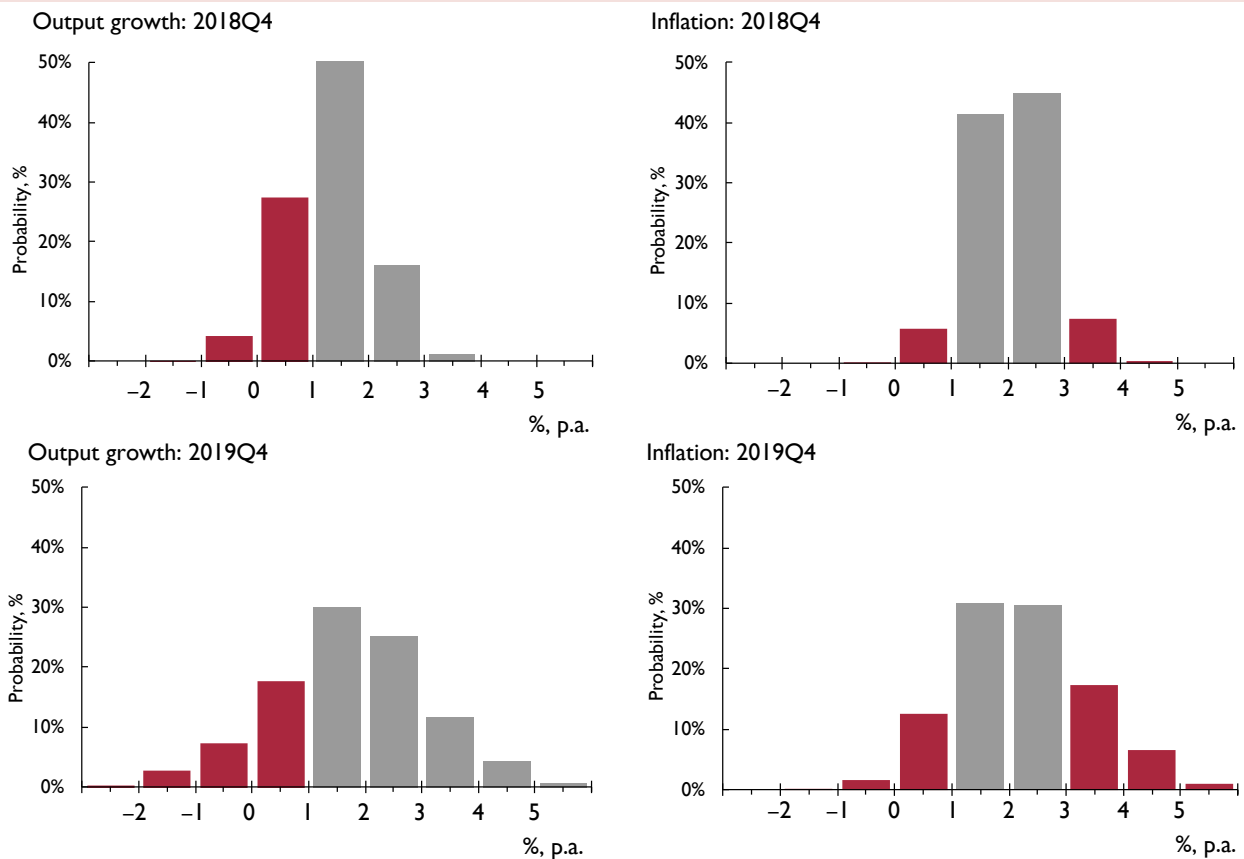 Output growth: 2018Q4
50%
40%
30%
20%
10%
0%
Probability, %
–2 –1 0 1 2 3 4 5
%, p.a.
Inflation: 2018Q4
50%
40%
30%
20%
10%
0%
Probability, %
–2 –1 0 1 2 3 4 5
%, p.a.
Output growth: 2019Q4
50%
40%
30%
20%
10%
0%
Probability, %
–2 –1 0 1 2 3 4 5
%, p.a.
Inflation: 2019Q4
50%
40%
30%
20%
10%
0%
Probability, %
–2 –1 0 1 2 3 4 5
%, p.a.